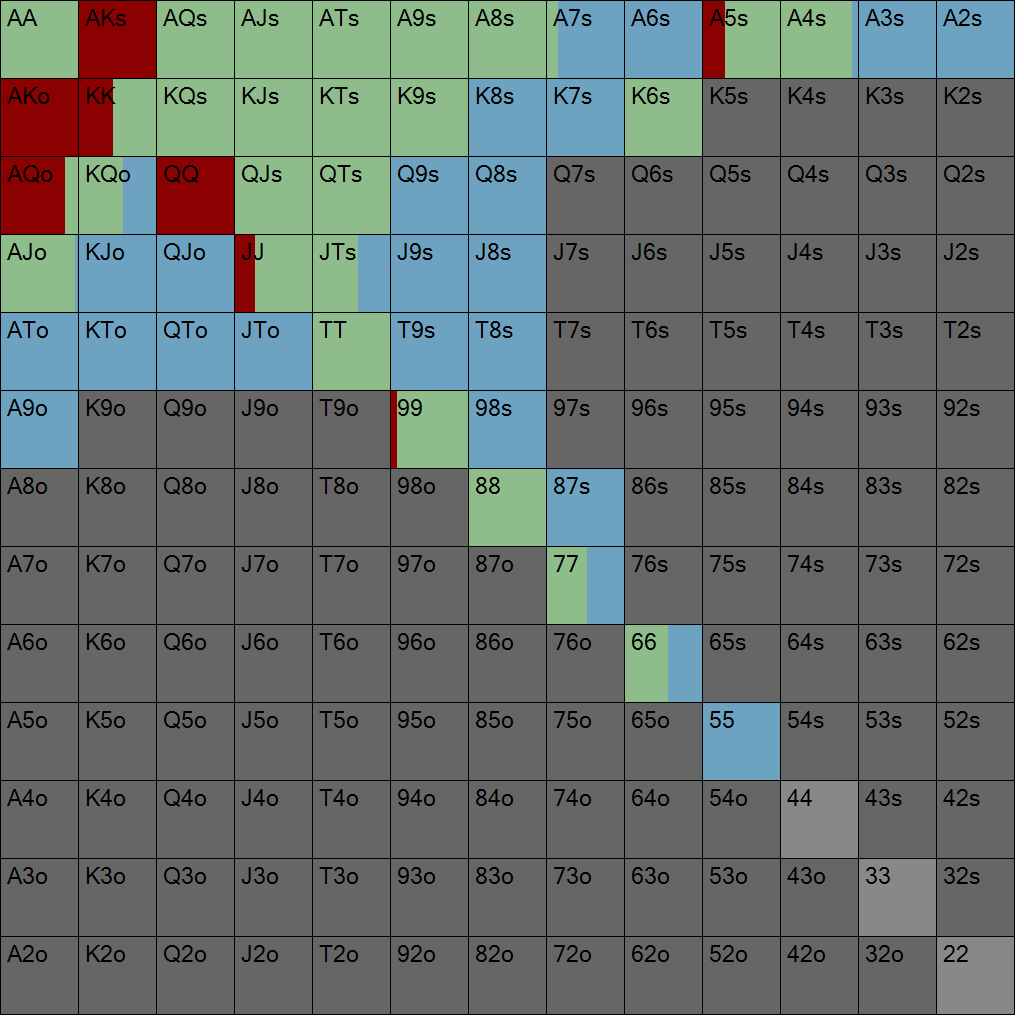 AA AKs AQs AJs ATs A9s A8s A7s A6s A5s A4s A3s A2s
AKo KK KQs KJs KTs K9s K8s K7s K6s K5s K4s K3s K2s
AQo KQo QQ QJs QTs Q9s Q8s Q7s Q6s Q5s Q4s Q3s Q2s
AJo KJo QJo JJ JTs J9s J8s J7s J6s J5s J4s J3s J2s
ATo KTo QTo JTo TT T9s T8s T7s T6s T5s T4s T3s T2s
A9o K9o Q9o J9o T9o 99 98s 97s 96s 95s 94s 93s 92s
A8o K8o Q8o J8o T8o 98o 88 87s 86s 85s 84s 83s 82s
A7o K7o Q7o J7o T7o 97o 87o 77 76s 75s 74s 73s 72s
A6o K6o Q6o J6o T6o 96o 86o 76o 66 65s 64s 63s 62s
A5o K5o Q5o J5o T5o 95o 85o 75o 65o 55 54s 53s 52s
A4o K4o Q4o J4o T4o 94o 84o 74o 64o 54o 44 43s 42s
A3o K3o Q3o J3o T3o 93o 83o 73o 63o 53o 43o 33 32s
A2o K2o Q2o J2o T2o 92o 82o 72o 62o 52o 42o 32o 22